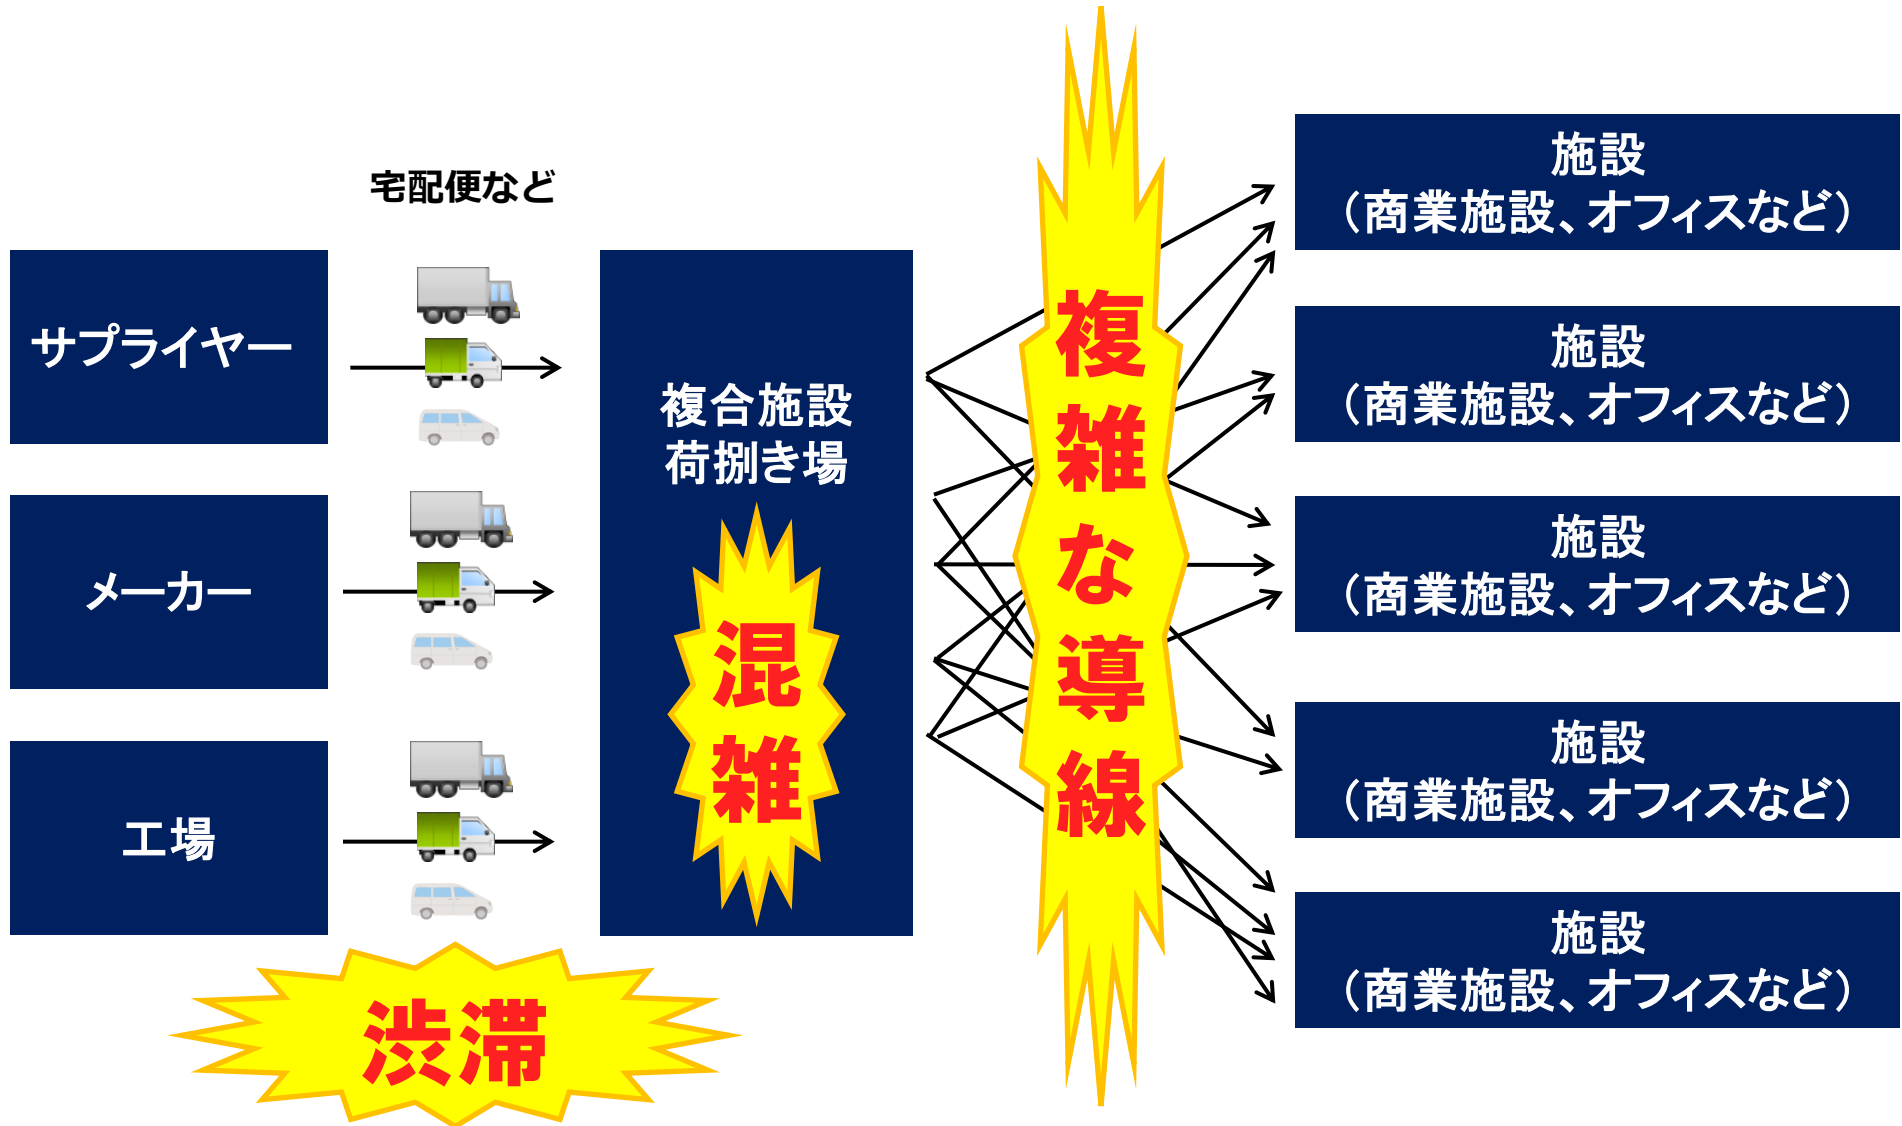 宅配便など
サプライヤー
メーカー
工場
渋滞
複合施設
荷捌き場
混雑
複雑な導線
施設
（商業施設、オフィスなど）
施設
（商業施設、オフィスなど）
施設
（商業施設、オフィスなど）
施設
（商業施設、オフィスなど）
施設
（商業施設、オフィスなど）